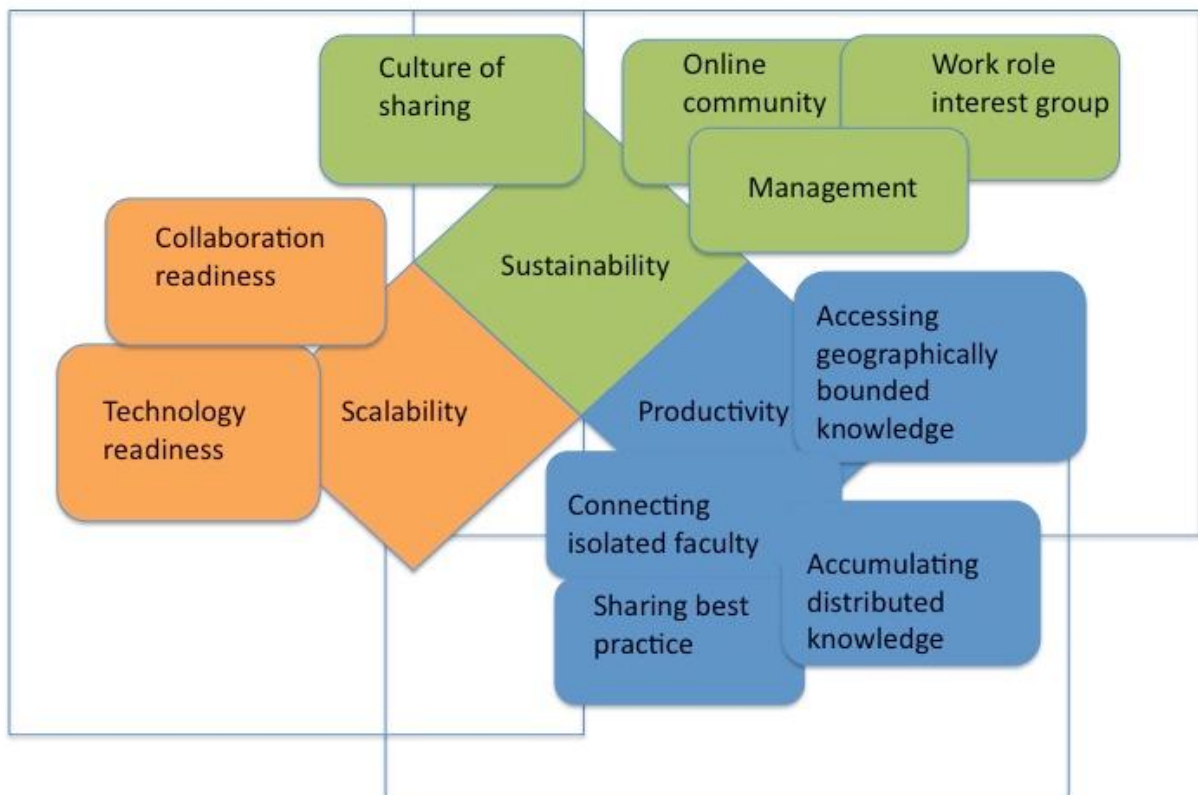 Culture of
sharing
Online
community
Work role
interest group
Management
Collaboration
readiness
Sustainability
Technology
readiness
Scalability
Productivity
Accessing
geographically
bounded
knowledge
Connecting
isolated faculty
Accumulating
distributed
knowledge
Sharing best
practice